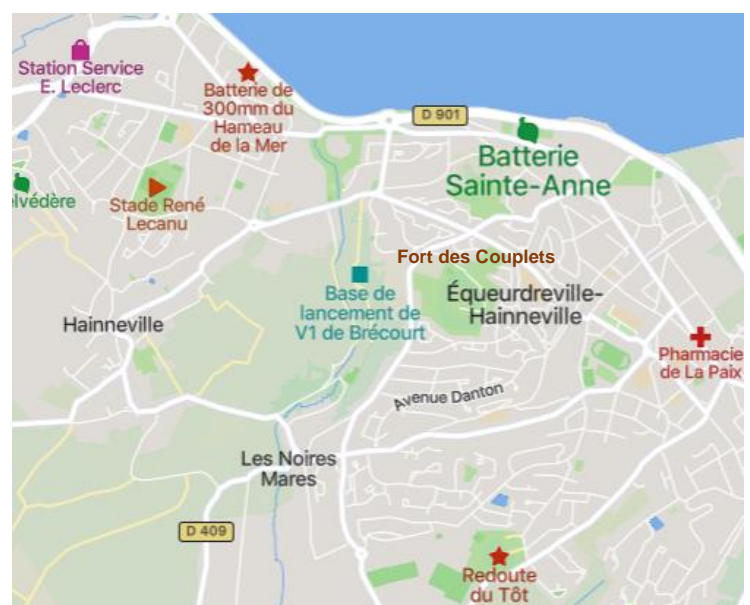 Station Service
E. Leclerc
Batterie de
300mm du
Hameau
de la Mer
D 901
Batterie
Sainte-Anne
elvédère
Stade René
Lecanu
Fort des Couplets
Base de
lancement de
V1 de Brécourt
Équeurdreville-
Hainneville
Hainneville
Pharmacie
de La Paix
Avenue Danton
Les Noires
Mares
D 409
Redoute
du Tôt